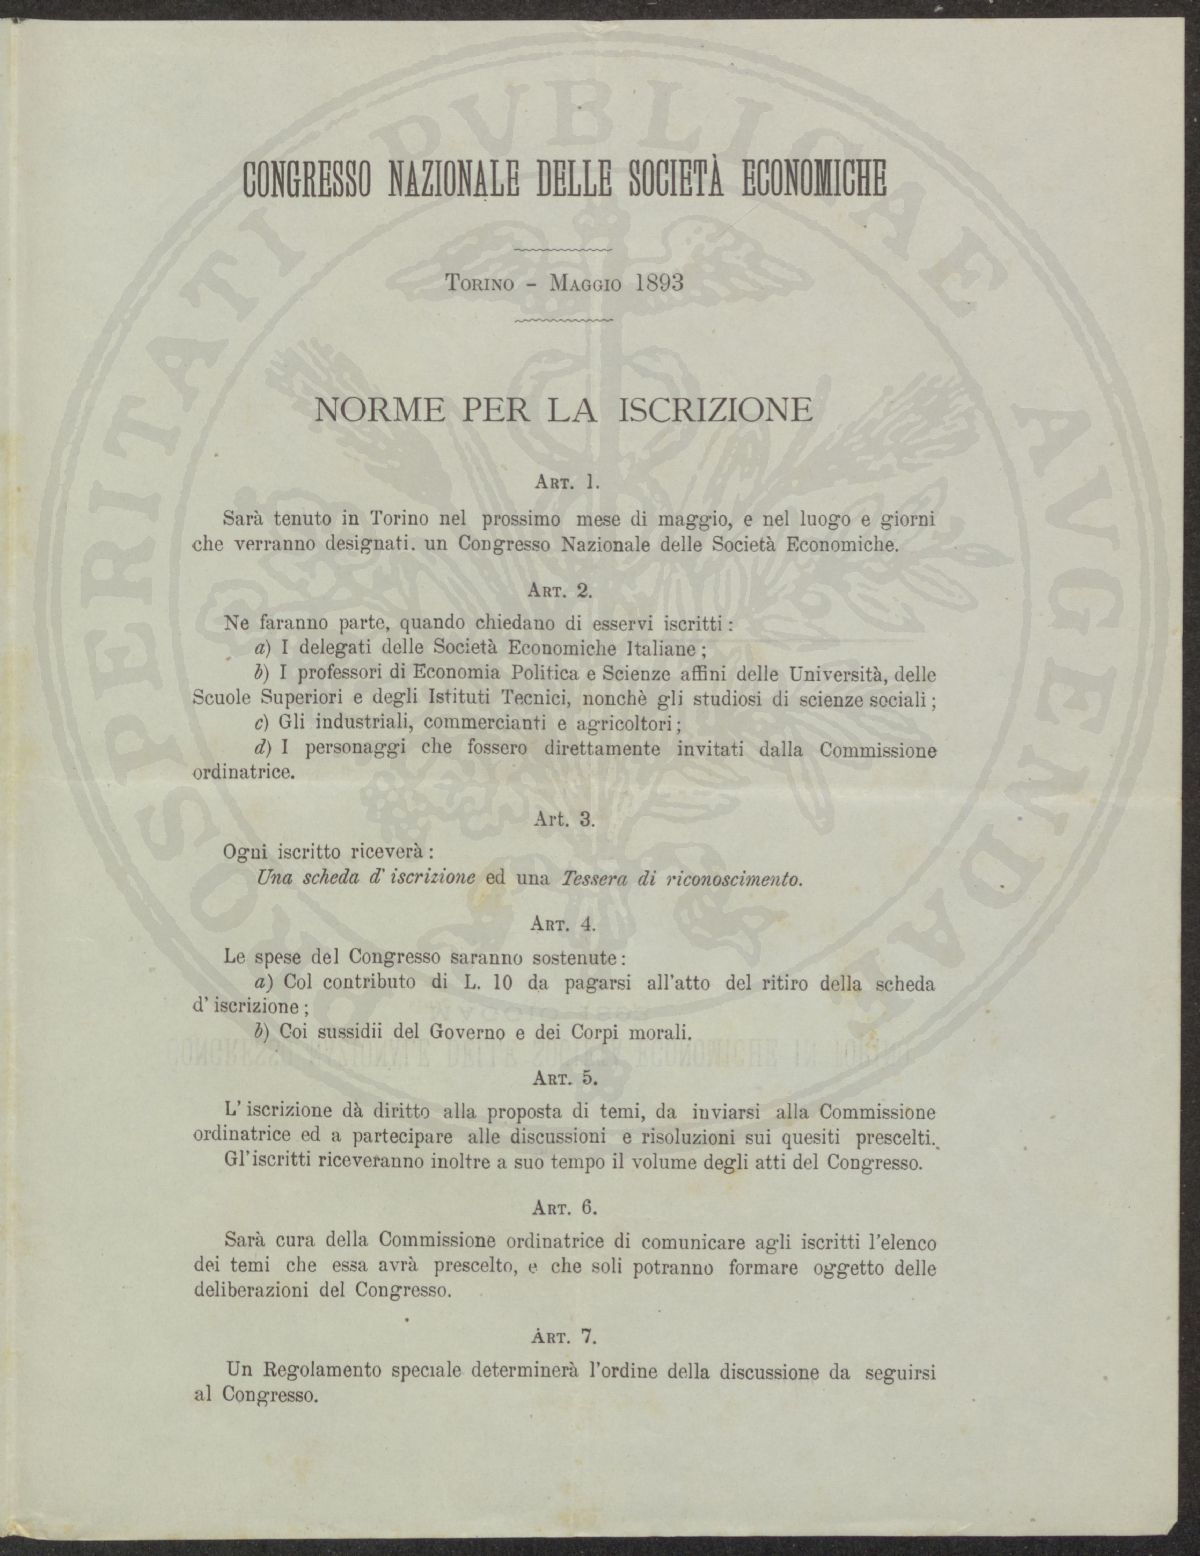 CONGRESSO NAZIONALE DELLE SOCIETÀ ECONOMICHE
TORINO - MAGGIO 1893
NORME PER LA ISCRIZIONE
ART. 1.
Sarà tenuto in Torino nel prossimo mese di maggio, e nel luogo e giorni
che verranno designati. un Congresso Nazionale delle Società Economiche.
ART. 2.
Ne faranno parte, quando chiedano di esservi iscritti :
a) I delegati delle Società Economiche Italiane ;
b) I professori di Economia Politica e Scienze affini delle Università, delle
Scuole Superiori e degli Istituti Tecnici, nonchè gli studiosi di scienze sociali ;
c) Gli industriali, commercianti e agricoltori ;
d) I personaggi che fossero direttamente invitati dalla Commissione
ordinatrice.
Art. 3.
Ogni iscritto riceverà :
Una scheda d' iscrizione ed una Tessera di riconoscimento.
ART. 4.
Le spese del Congresso saranno sostenute :
a) Col contributo di L. 10 da pagarsi all'atto del ritiro della scheda
d' iscrizione ;
b) Coi sussidii del Governo e dei Corpi morali.
ART. 5.
L' iscrizione dà diritto alla proposta di temi, da inviarsi alla Commissione
ordinatrice ed a partecipare alle discussioni e risoluzioni sui quesiti prescelti.
Gl'iscritti riceveranno inoltre a suo tempo il volume degli atti del Congresso.
ART. 6.
Sarà cura della Commissione ordinatrice di comunicare agli iscritti l'elenco
dei temi che essa avrà prescelto, e che soli potranno formare oggetto delle
deliberazioni del Congresso.
ART. 7.
Un Regolamento speciale determinerà l'ordine della discussione da seguirsi
al Congresso.
PROSPERITATI PVBLICAE AVGENDAE